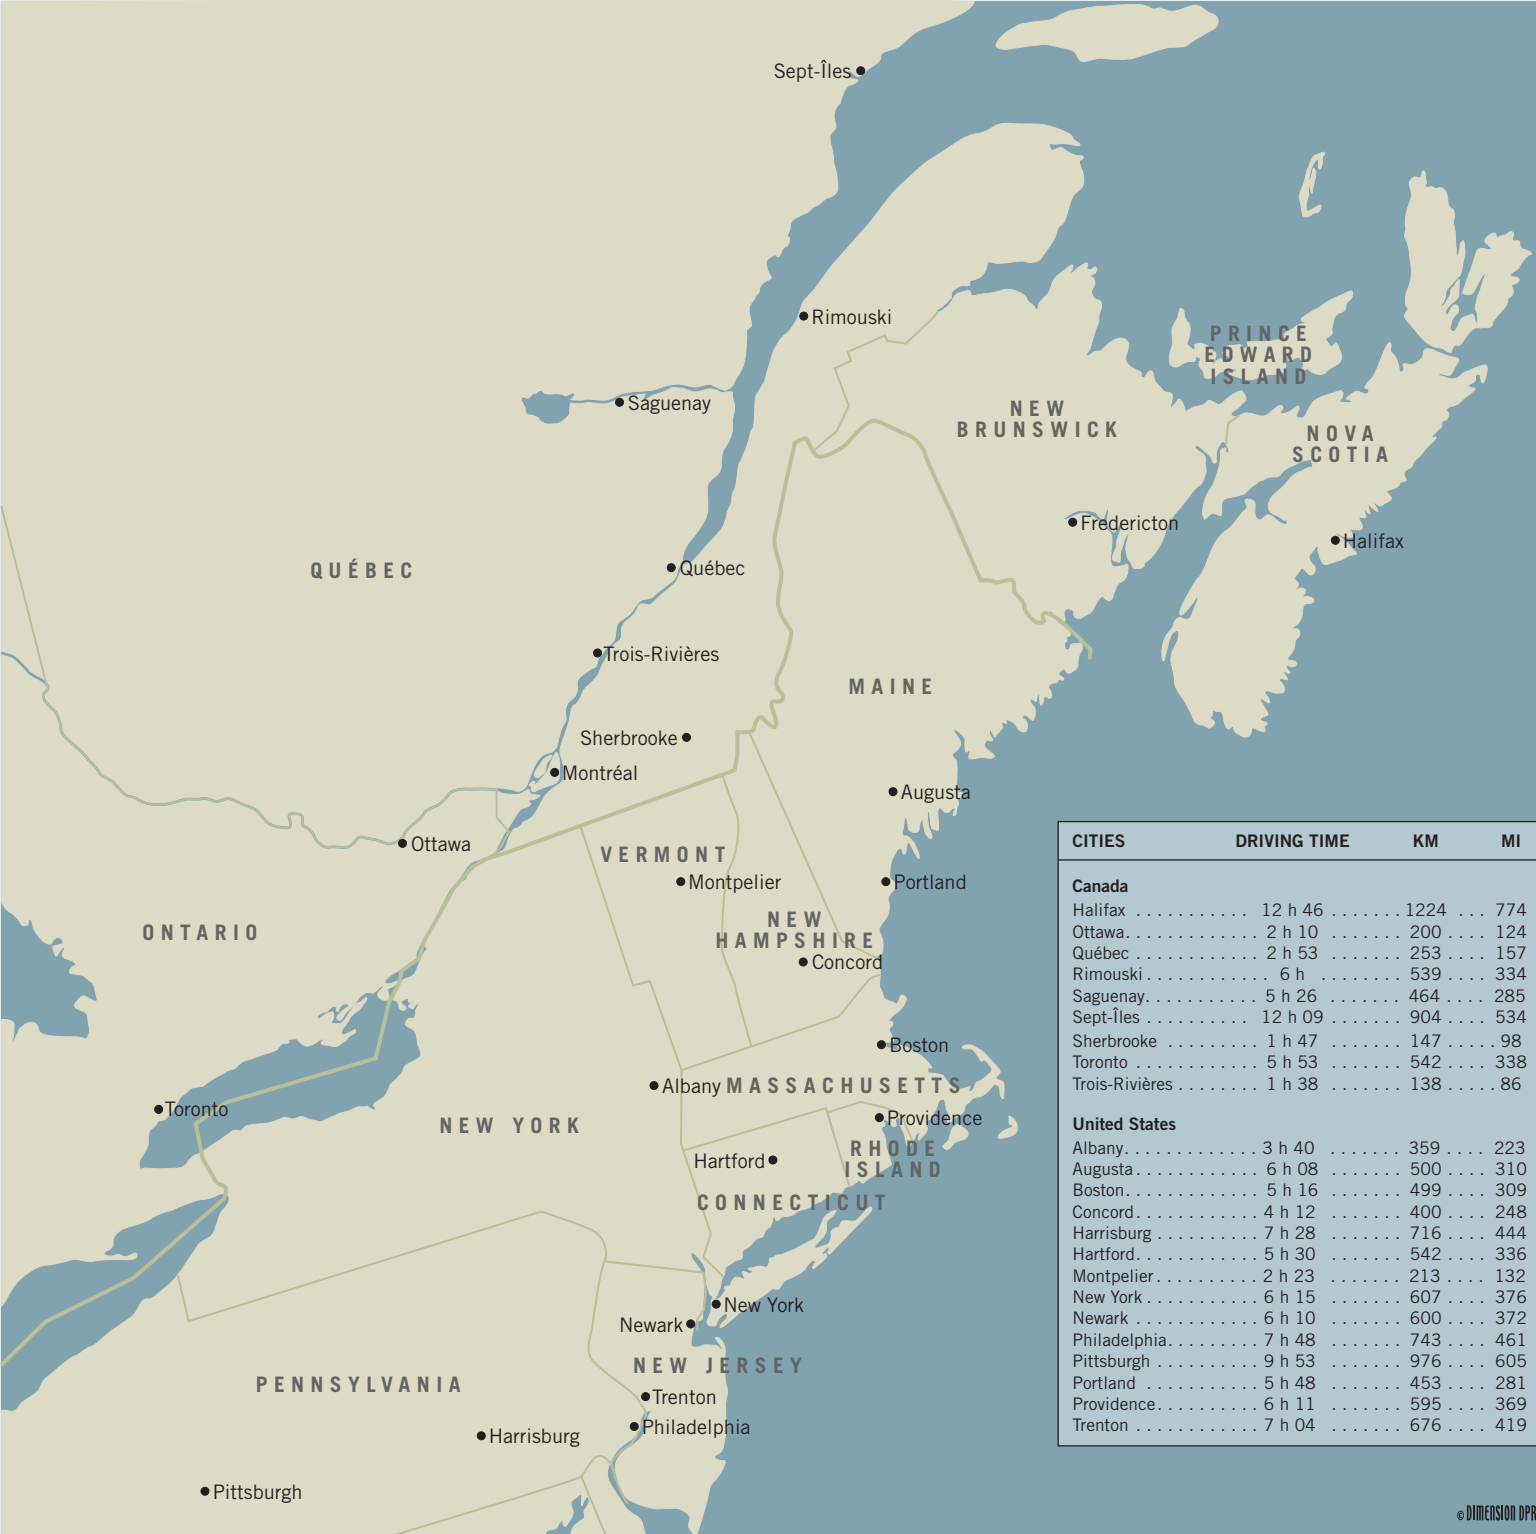 Sept-Îles
Rimouski
PRINCE
EDWARD
ISLAND
Saguenay
NEW
BRUNSWICK
NOVA
SCOTIA
Fredericton
Halifax
QUÉBEC
Québec
Trois-Rivières
MAINE
Sherbrooke
Montréal
Augusta
Ottawa
VERMONT
Montpelier
Portland
NEW
HAMPSHIRE
ONTARIO
Concord
Boston
Albany
MASSACHUSETTS
Toronto
NEW YORK
Providence
RHODE
ISLAND
Hartford
CONNECTICUT
New York
Newark
NEW JERSEY
PENNSYLVANIA
Trenton
Philadelphia
Harrisburg
Pittsburgh
CITIES DRIVING TIME KM MI
Canada
Halifax . . . . . . . . . . . 12 h 46 . . . . . . . 1224 . . . 774
Ottawa. . . . . . . . . . . . . 2 h 10 . . . . . . . 200 . . . . 124
Québec . . . . . . . . . . . . 2 h 53 . . . . . . . 253 . . . . 157
Rimouski . . . . . . . . . . . . 6 h . . . . . . . . 539 . . . . 334
Saguenay. . . . . . . . . . . 5 h 26 . . . . . . . 464 . . . . 285
Sept-Îles . . . . . . . . . . 12 h 09 . . . . . . . 904 . . . . 534
Sherbrooke . . . . . . . . . 1 h 47 . . . . . . . 147 . . . . . 98
Toronto . . . . . . . . . . . . 5 h 53 . . . . . . . 542 . . . . 338
Trois-Rivières . . . . . . . . 1 h 38 . . . . . . . 138 . . . . . 86
United States
Albany. . . . . . . . . . . . . 3 h 40 . . . . . . . 359 . . . . 223
Augusta . . . . . . . . . . . . 6 h 08 . . . . . . . 500 . . . . 310
Boston. . . . . . . . . . . . . 5 h 16 . . . . . . . 499 . . . . 309
Concord. . . . . . . . . . . . 4 h 12 . . . . . . . 400 . . . . 248
Harrisburg . . . . . . . . . . 7 h 28 . . . . . . . 716 . . . . 444
Hartford. . . . . . . . . . . . 5 h 30 . . . . . . . 542 . . . . 336
Montpelier . . . . . . . . . . 2 h 23 . . . . . . . 213 . . . . 132
New York . . . . . . . . . . . 6 h 15 . . . . . . . 607 . . . . 376
Newark . . . . . . . . . . . . 6 h 10 . . . . . . . 600 . . . . 372
Philadelphia. . . . . . . . . 7 h 48 . . . . . . . 743 . . . . 461
Pittsburgh . . . . . . . . . . 9 h 53 . . . . . . . 976 . . . . 605
Portland . . . . . . . . . . . 5 h 48 . . . . . . . 453 . . . . 281
Providence. . . . . . . . . . 6 h 11 . . . . . . . 595 . . . . 369
Trenton . . . . . . . . . . . . 7 h 04 . . . . . . . 676 . . . . 419
© DIMENSION DPR